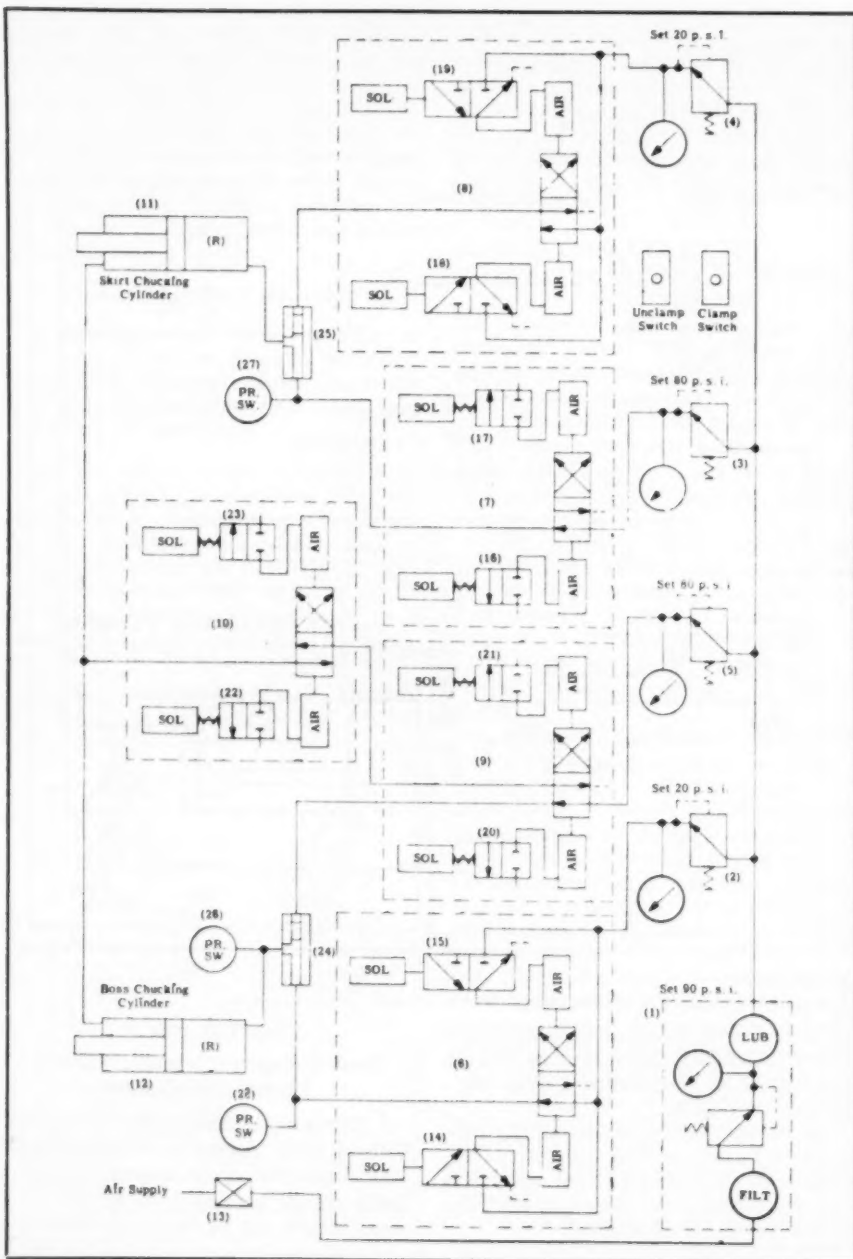 Set 20 p. s. i.
(19)
SOL
AIR
(4)
(8)
(11)
(R)
(18)
SOL
AIR
Skirt Chucking
Cylinder
Unclamp
Switch
Clamp
Switch
(25)
(27)
PR.
SW.
Set 80 p. s. i.
SOL
AIR
(17)
(3)
(7)
(23)
SOL
AIR
(16)
SOL
AIR
Set 80 p. s. i.
(10)
(21)
SOL
AIR
(5)
(22)
SOL
AIR
(9)
Set 20 p. s. i.
(20)
SOL
AIR
(2)
(26)
PR.
SW
(24)
(15)
SOL
AIR
Boss Chucking
Cylinder
Set 90 p. s. i.
(1)
LUB
(R)
(12)
(6)
PR.
SW
(14)
SOL
AIR
Air Supply
(13)
FILT